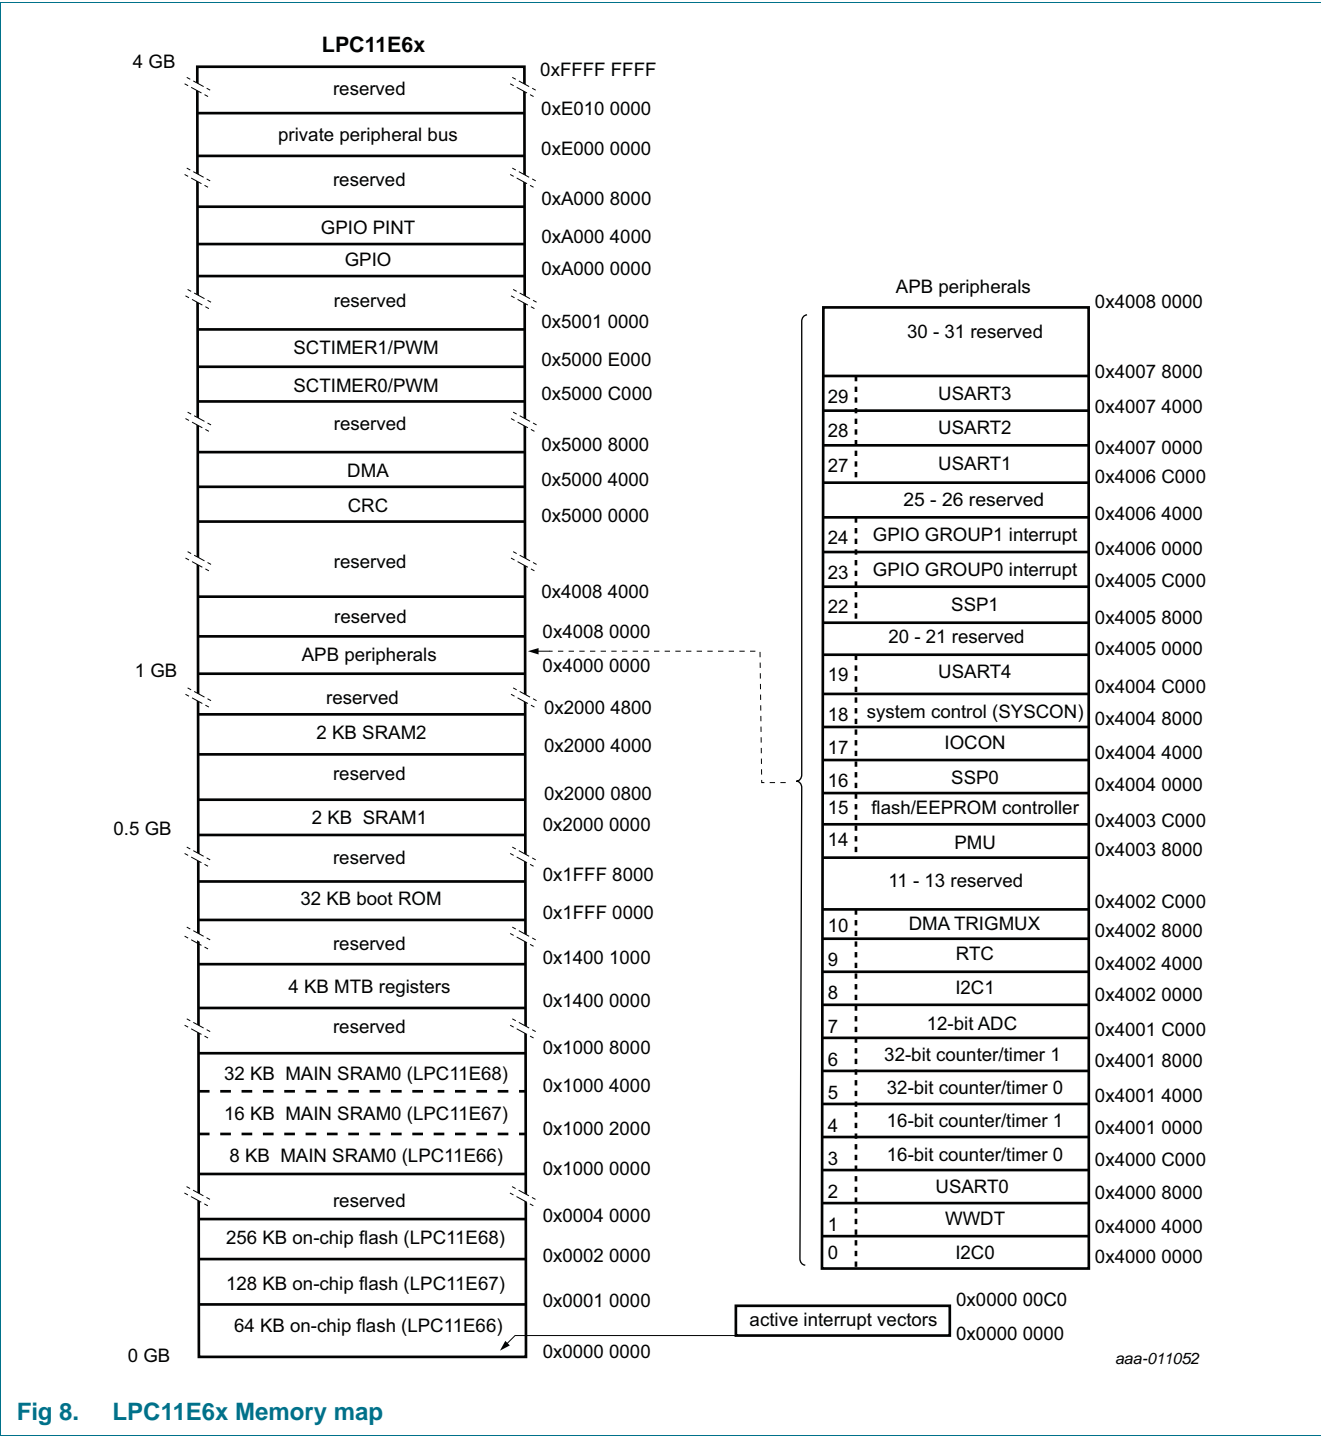 LPC11E6x
4 GB
0xFFFF FFFF
reserved
0xE010 0000
private peripheral bus
0xE000 0000
reserved
0xA000 8000
GPIO PINT
0xA000 4000
GPIO
0xA000 0000
reserved
0x5001 0000
SCTIMER1/PWM
0x5000 E000
SCTIMER0/PWM
0x5000 C000
reserved
0x5000 8000
DMA
0x5000 4000
CRC
0x5000 0000
reserved
0x4008 4000
reserved
0x4008 0000
APB peripherals
1 GB
0x4000 0000
reserved
0x2000 4800
2 KB SRAM2
0x2000 4000
reserved
0x2000 0800
2 KB SRAM1
0.5 GB
0x2000 0000
reserved
0x1FFF 8000
32 KB boot ROM
0x1FFF 0000
reserved
0x1400 1000
4 KB MTB registers
0x1400 0000
reserved
0x1000 8000
32 KB MAIN SRAM0 (LPC11E68)
0x1000 4000
16 KB MAIN SRAM0 (LPC11E67)
0x1000 2000
8 KB MAIN SRAM0 (LPC11E66)
0x1000 0000
reserved
0x0004 0000
256 KB on-chip flash (LPC11E68)
0x0002 0000
128 KB on-chip flash (LPC11E67)
0x0001 0000
64 KB on-chip flash (LPC11E66)
0 GB
0x0000 0000
APB peripherals
0x4008 0000
30 - 31 reserved
0x4007 8000
29 USART3
0x4007 4000
28 USART2
0x4007 0000
27 USART1
0x4006 C000
25 - 26 reserved
0x4006 4000
24 GPIO GROUP1 interrupt
0x4006 0000
23 GPIO GROUP0 interrupt
0x4005 C000
22 SSP1
0x4005 8000
20 - 21 reserved
0x4005 0000
19 USART4
0x4004 C000
18 system control (SYSCON)
0x4004 8000
17 IOCON
0x4004 4000
16 SSP0
0x4004 0000
15 flash/EEPROM controller
0x4003 C000
14 PMU
0x4003 8000
11 - 13 reserved
0x4002 C000
10 DMA TRIGMUX
0x4002 8000
9 RTC
0x4002 4000
8 I2C1
0x4002 0000
7 12-bit ADC
0x4001 C000
6 32-bit counter/timer 1
0x4001 8000
5 32-bit counter/timer 0
0x4001 4000
4 16-bit counter/timer 1
0x4001 0000
3 16-bit counter/timer 0
0x4000 C000
2 USART0
0x4000 8000
1 WWDT
0x4000 4000
0 I2C0
0x4000 0000
0x0000 00C0
active interrupt vectors
0x0000 0000
aaa-011052
Fig 8. LPC11E6x Memory map